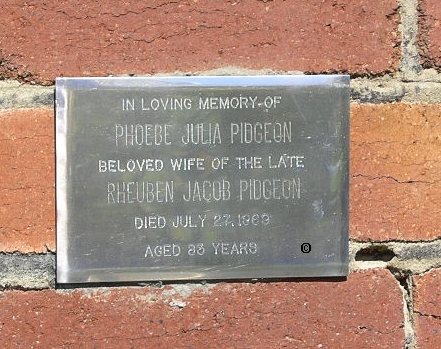 IN LOVING MEMORY OF
PHOEBE JULIA PIDGEON
BELOVED WIFE OF THE LATE
RHEUBEN JACOB PIDGEON
DIED JULY 27, 1969
AGED 83 YEARS
©